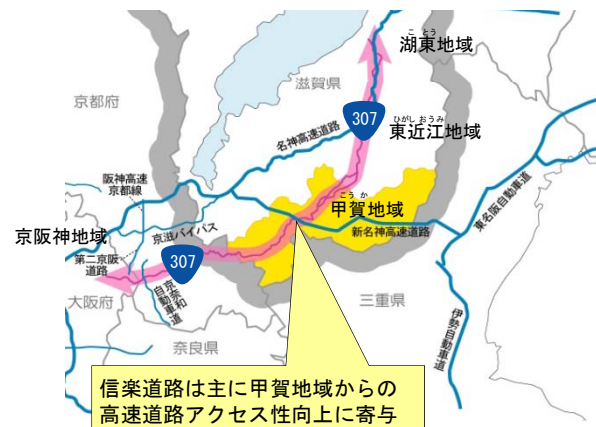 こ とう
湖東地域
滋賀県
京都府
307
ひがし おうみ
東近江地域
名神高速道路
阪神高速
京都線
こう か
甲賀地域
東名阪自動車道
京阪神地域
京滋バイパス
新名神高速道路
第二京阪
道路
307
大阪府
京奈和
自動車道
三重県
伊勢自動車道
奈良県
信楽道路は主に甲賀地域からの
高速道路アクセス性向上に寄与